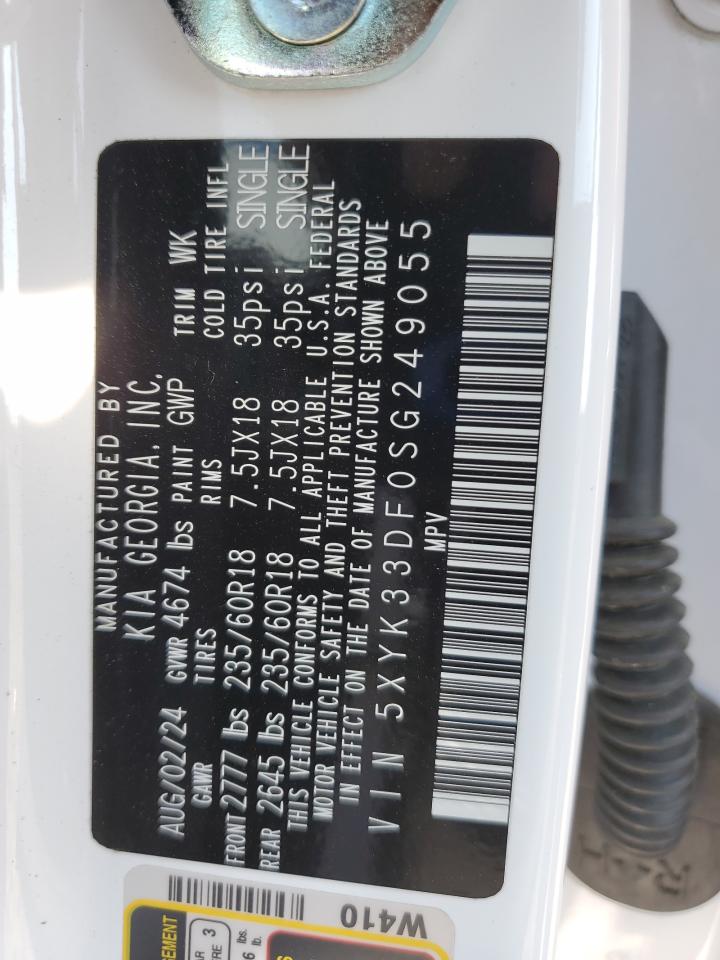 MANUFACTURED BY
KIA GEORGIA, INC.
AUG/02/24 GVWR 4674 lbs PAINT GWP TRIM WK
GAWR TIRES RIMS COLD TIRE INFL
FRONT 2777 lbs 235/60R18 7.5JX18 35psi SINGLE
REAR 2645 lbs 235/60R18 7.5JX18 35psi SINGLE
THIS VEHICLE CONFORMS TO ALL APPLICABLE U.S.A. FEDERAL
MOTOR VEHICLE SAFETY AND THEFT PREVENTION STANDARDS
IN EFFECT ON THE DATE OF MANUFACTURE SHOWN ABOVE
VIN 5XYK33DF0SG249055
MPV
W410
3
lbs.
lb.